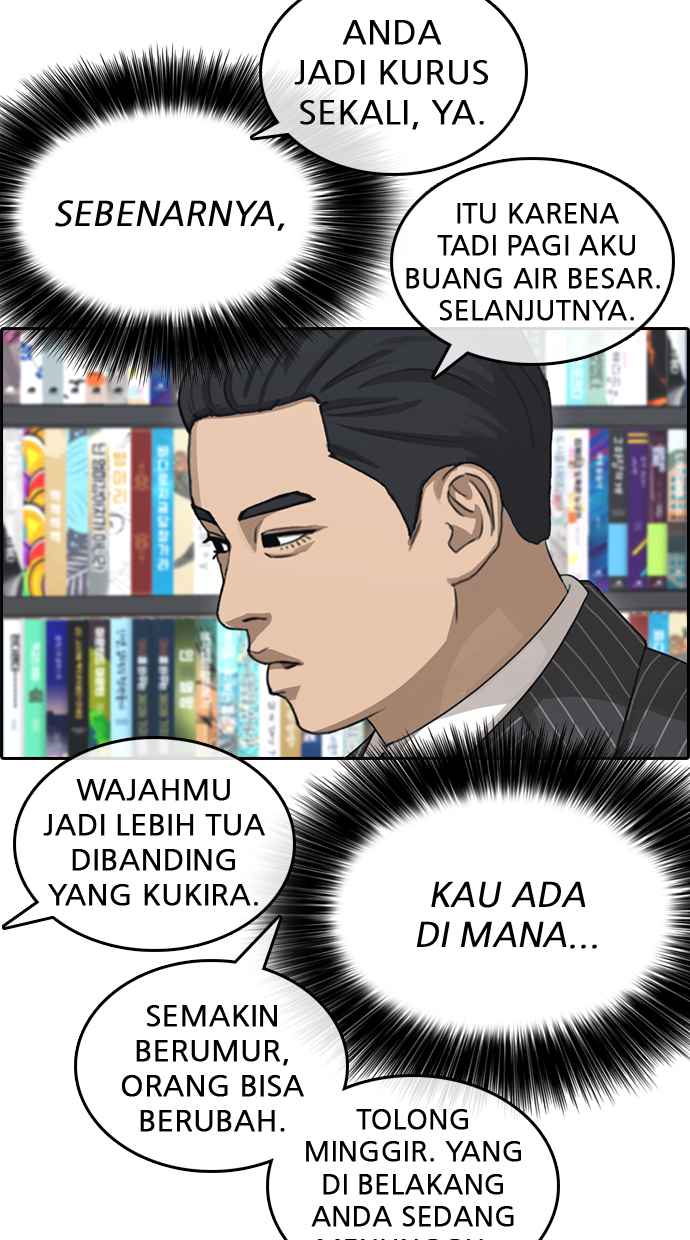 ANDA
JADI KURUS
SEKALI, YA.
SEBENARNYA,
ITU KARENA
TADI PAGI AKU
BUANG AIR BESAR.
SELANJUTNYA.
WAJAHMU
JADI LEBIH TUA
DIBANDING
YANG KUKIRA.
KAU ADA
DI MANA...
SEMAKIN
BERUMUR,
ORANG BISA
BERUBAH.
TOLONG
MINGGIR. YANG
DI BELAKANG
ANDA SEDANG